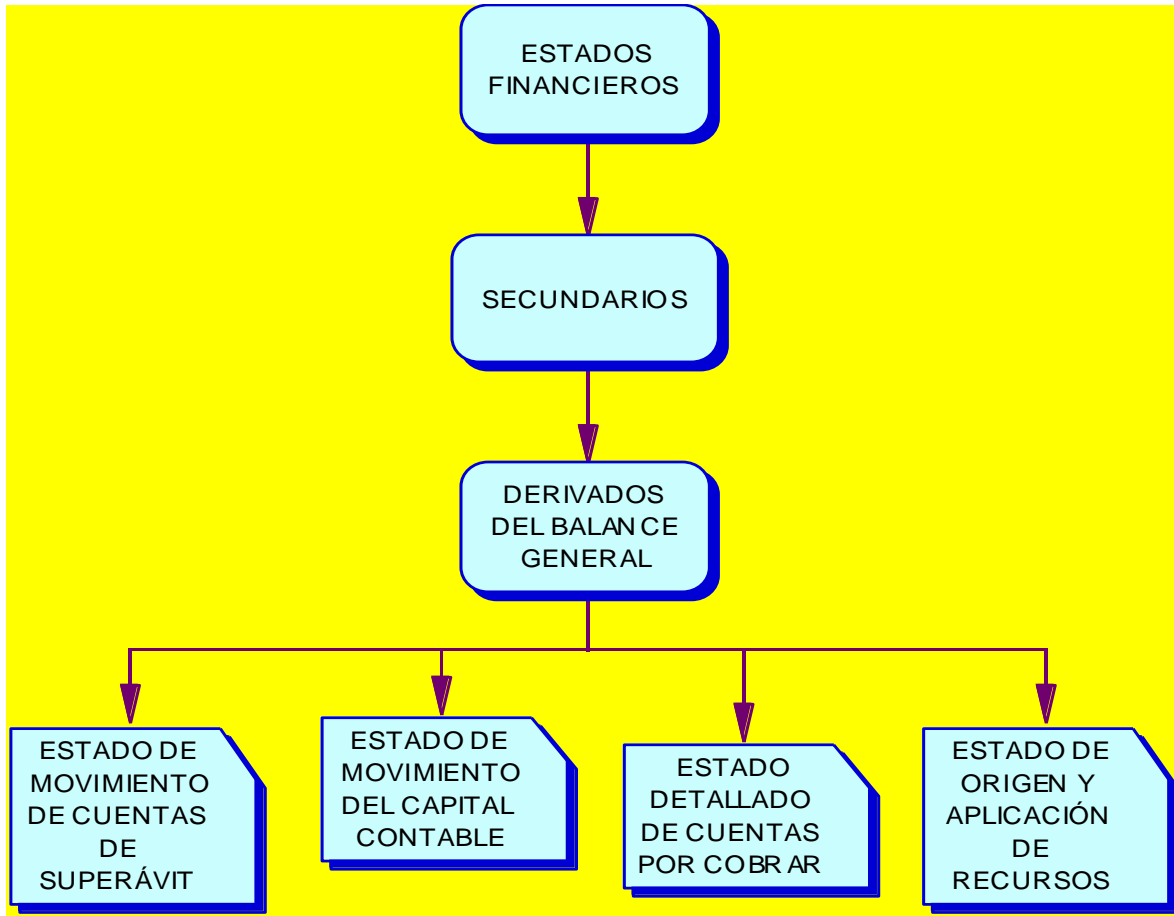 ESTADOS
FINANCIEROS
SECUNDARIOS
DERIVADOS
DEL BALANCE
GENERAL
ESTADO DE
MOVIMIENTO
DE CUENTAS
DE
SUPERÁVIT
ESTADO DE
MOVIMIENTO
DEL CAPITAL
CONTABLE
ESTADO
DETALLADO
DE CUENTAS
POR COBRAR
ESTADO DE
ORIGEN Y
APLICACIÓN
DE
RECURSOS